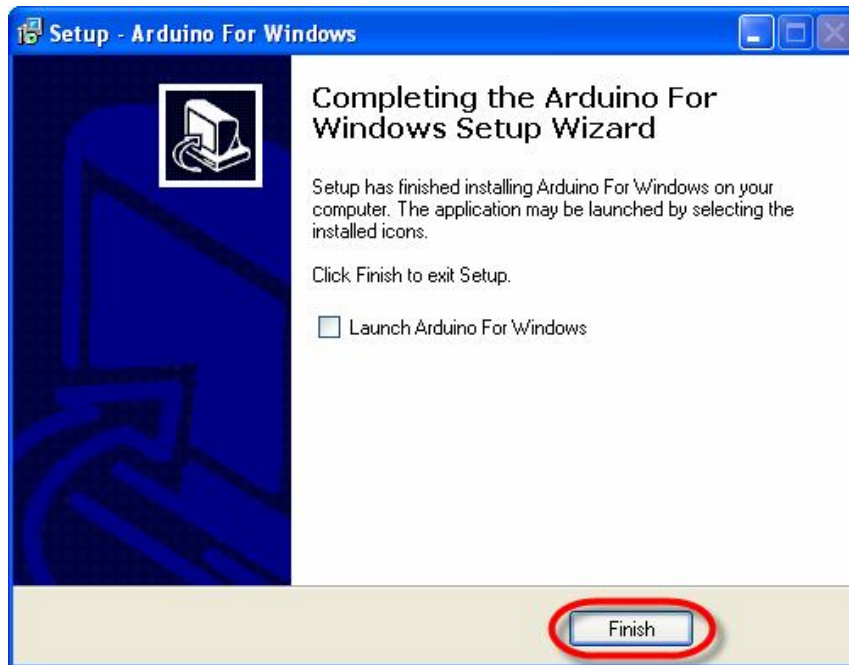 Setup - Arduino For Windows
Completing the Arduino For
Windows Setup Wizard
Setup has finished installing Arduino For Windows on your
computer. The application may be launched by selecting the
installed icons.
Click Finish to exit Setup.
Launch Arduino For Windows
Finish